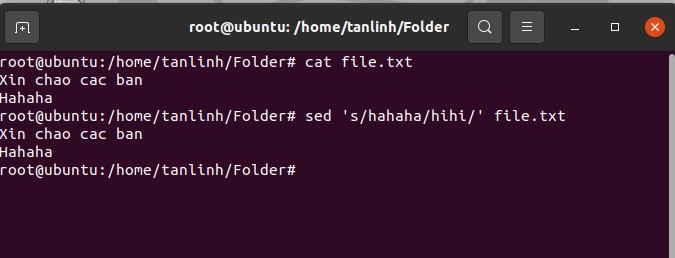 root@ubuntu: /home/tanlinh/Folder
root@ubuntu:/home/tanlinh/Folder# cat file.txt
Xin chao cac ban
Hahaha
root@ubuntu:/home/tanlinh/Folder# sed 's/hahaha/hihi/' file.txt
Xin chao cac ban
Hahaha
root@ubuntu:/home/tanlinh/Folder#